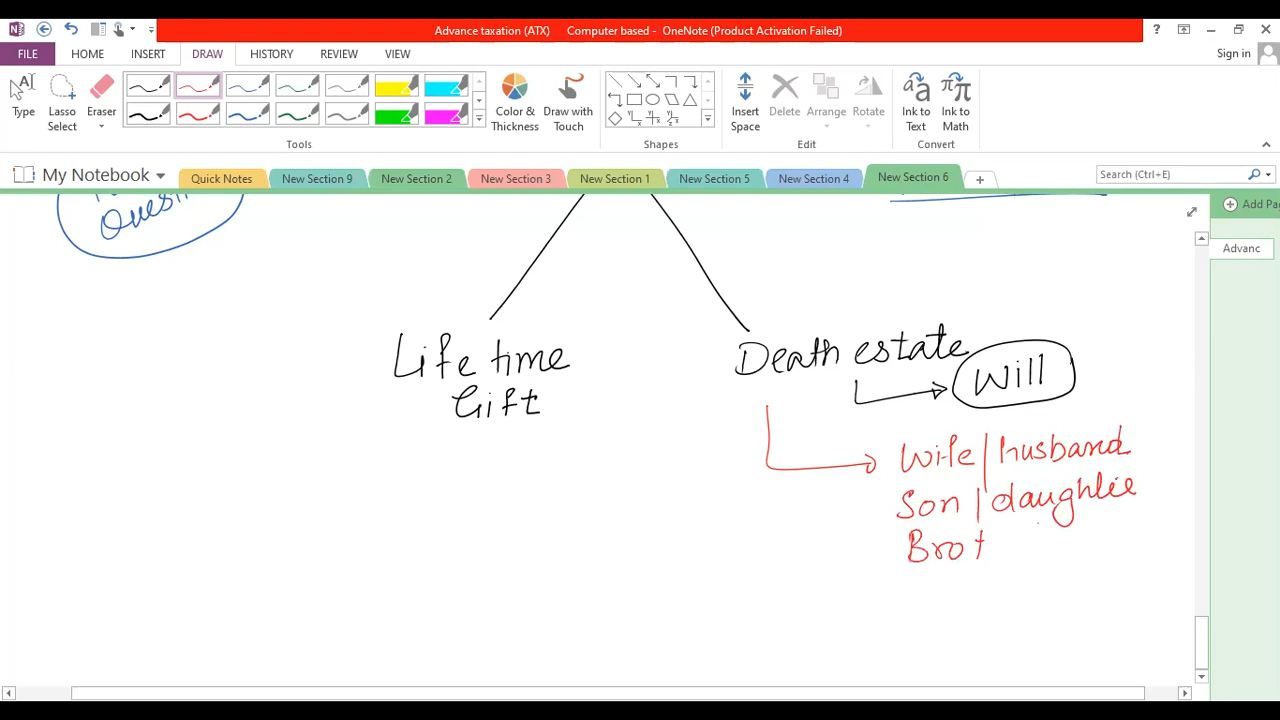 Advance taxation (ATX) Computer based - OneNote (Product Activation Failed)
?
FILE HOME INSERT DRAW HISTORY REVIEW VIEW Sign in
Type Lasso Select Eraser Color & Thickness Draw with Touch Insert Space Delete Arrange Rotate Ink to Text Ink to Math
Tools Shapes Edit Convert
My Notebook Quick Notes New Section 9 New Section 2 New Section 3 New Section 1 New Section 5 New Section 4 New Section 6 Search (Ctrl+E)
Add Pa
Advanc
Life time
Gift
Death estate
Will
Wife | husband
Son | daughter
Brot